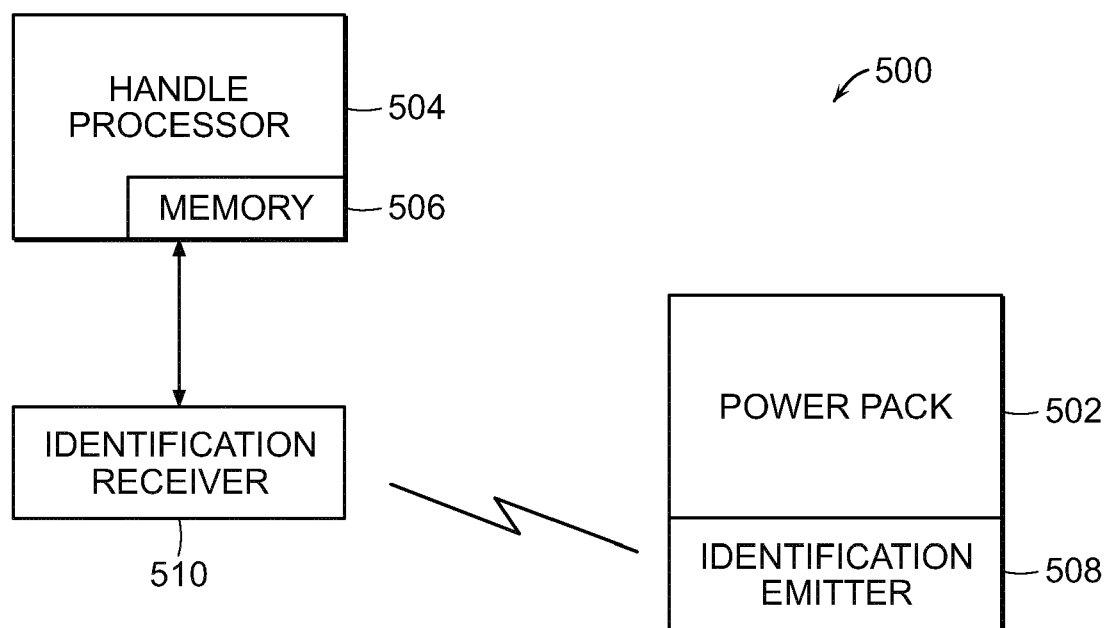 HANDLE
PROCESSOR
504
500
MEMORY
506
POWER PACK
502
IDENTIFICATION
RECEIVER
510
IDENTIFICATION
EMITTER
508